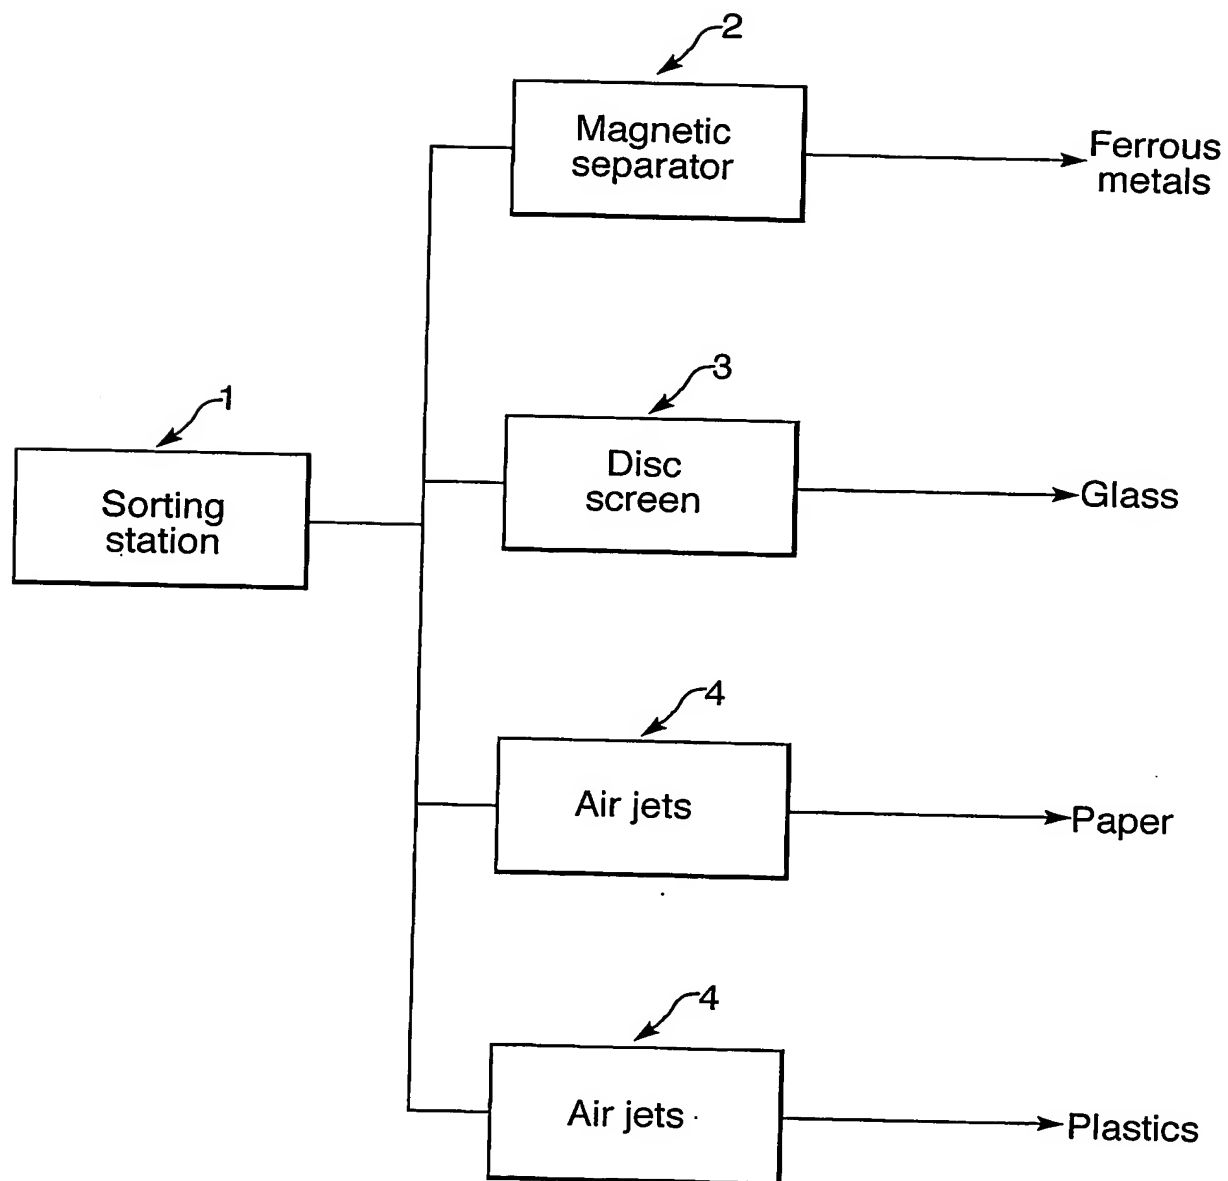 2
Magnetic
separator
Ferrous
metals
3
Disc
screen
Glass
1
Sorting
station
4
Air jets
Paper
4
Air jets
Plastics